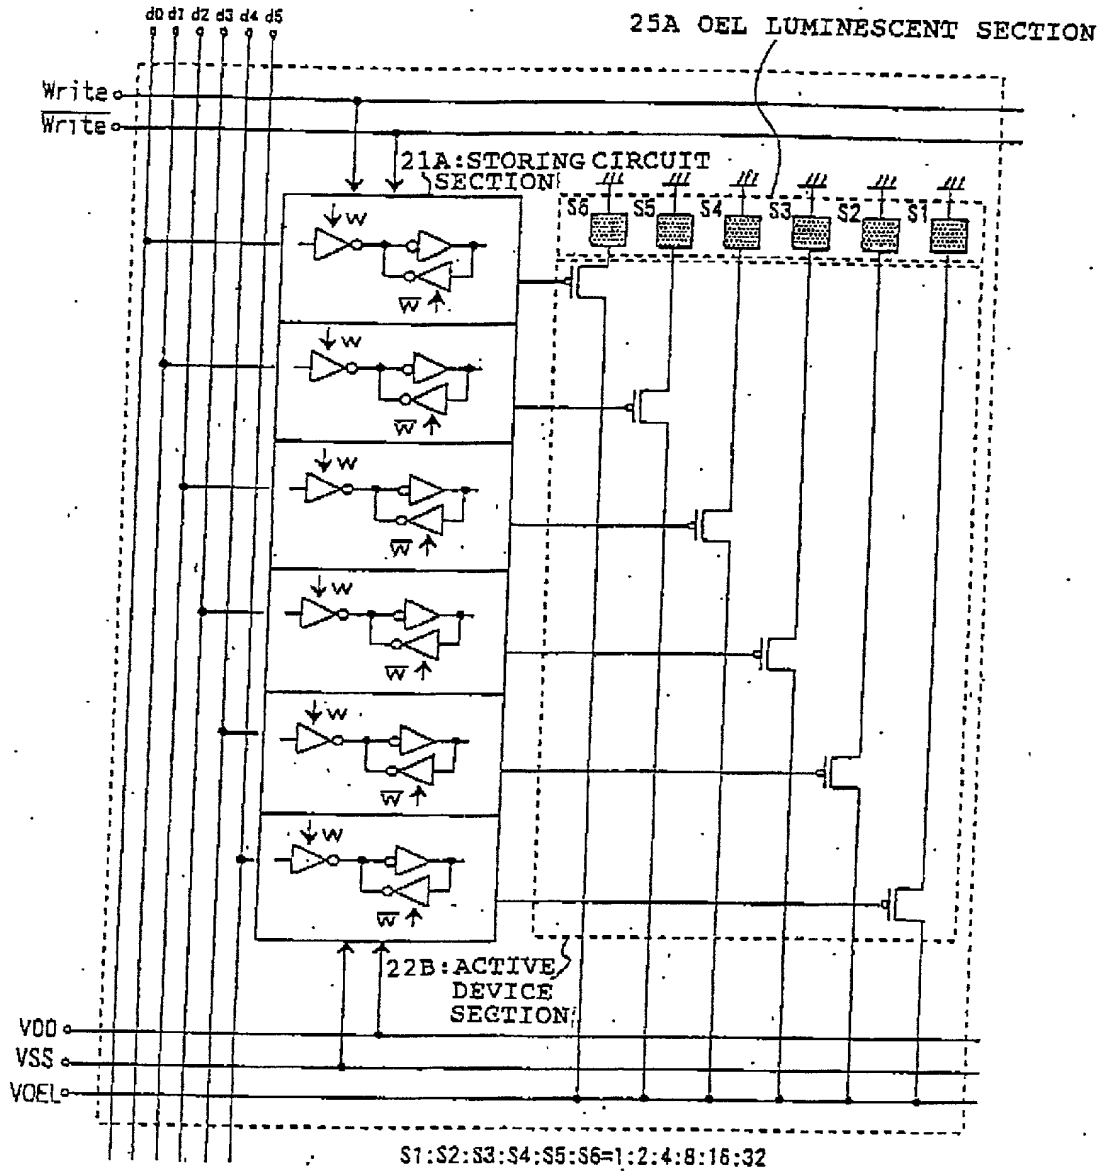 d0 d1 d2 d3 d4 d5
25A OEL LUMINESCENT SECTION
Write
Write
21A:STORING CIRCUIT
SECTION
S6 S5 S4 S3 S2 S1
W
W
W
W
W
W
W
W
W
W
W
W
22B:ACTIVE
DEVICE
SECTION
VDD
VSS
VOEL
S1:S2:S3:S4:S5:S6=1:2:4:8:16:32